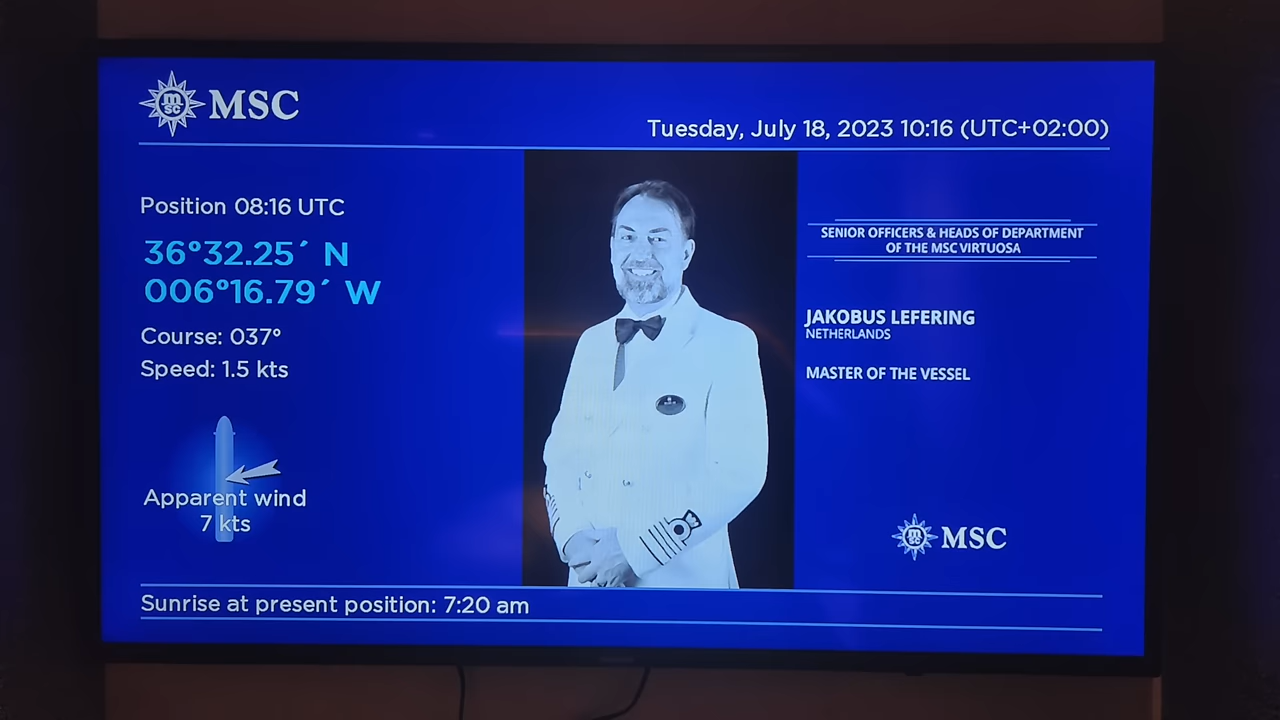 MSC
Tuesday, July 18, 2023 10:16 (UTC+02:00)
Position 08:16 UTC
36°32.25´ N
006°16.79´ W
Course: 037°
Speed: 1.5 kts
Apparent wind
7 kts
SENIOR OFFICERS & HEADS OF DEPARTMENT
OF THE MSC VIRTUOSA
JAKOBUS LEFERING
NETHERLANDS
MASTER OF THE VESSEL
MSC
Sunrise at present position: 7:20 am